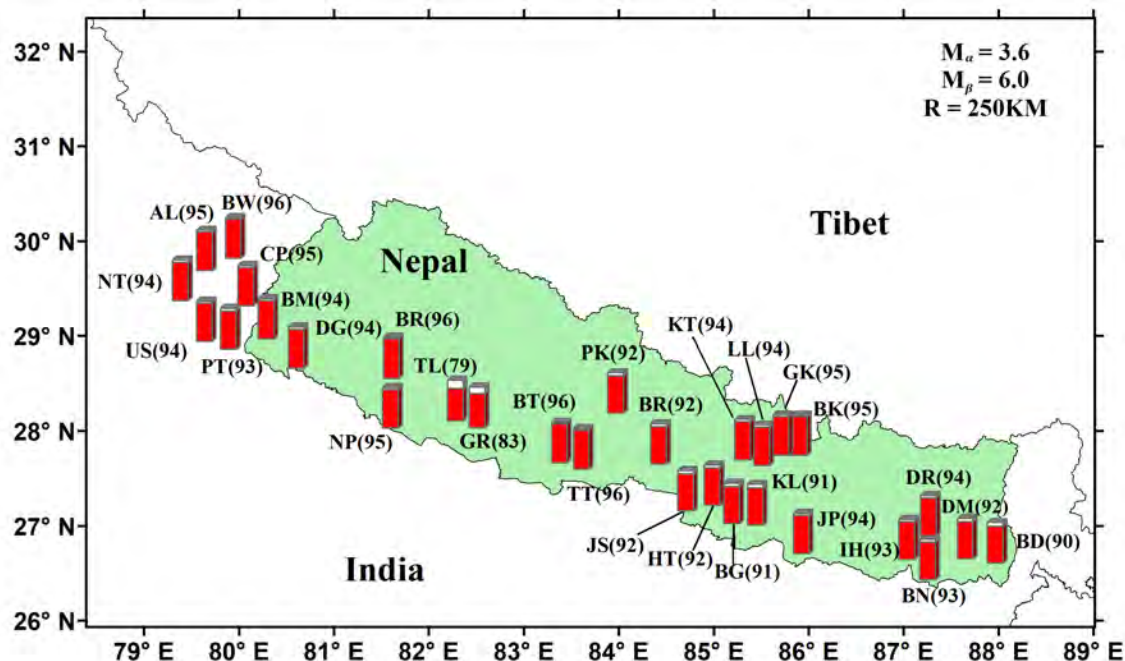 32° N
31° N
30° N
29° N
28° N
27° N
26° N
Mα = 3.6
Mβ = 6.0
R = 250KM
Tibet
Nepal
India
AL(95)
BW(96)
CP(95)
NT(94)
BM(94)
US(94)
PT(93)
DG(94)
BR(96)
TL(79)
NP(95)
GR(83)
BT(96)
TT(96)
PK(92)
BR(92)
KT(94)
LL(94)
GK(95)
BK(95)
KL(91)
JS(92)
HT(92)
BG(91)
JP(94)
DR(94)
DM(92)
IH(93)
BD(90)
BN(93)
79° E
80° E
81° E
82° E
83° E
84° E
85° E
86° E
87° E
88° E
89° E